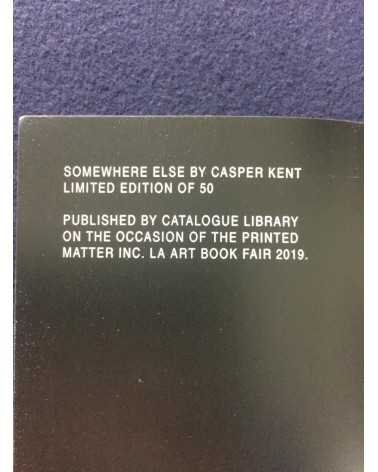 SOMEWHERE ELSE BY CASPER KENT
LIMITED EDITION OF 50
PUBLISHED BY CATALOGUE LIBRARY
ON THE OCCASION OF THE PRINTED
MATTER INC. LA ART BOOK FAIR 2019.